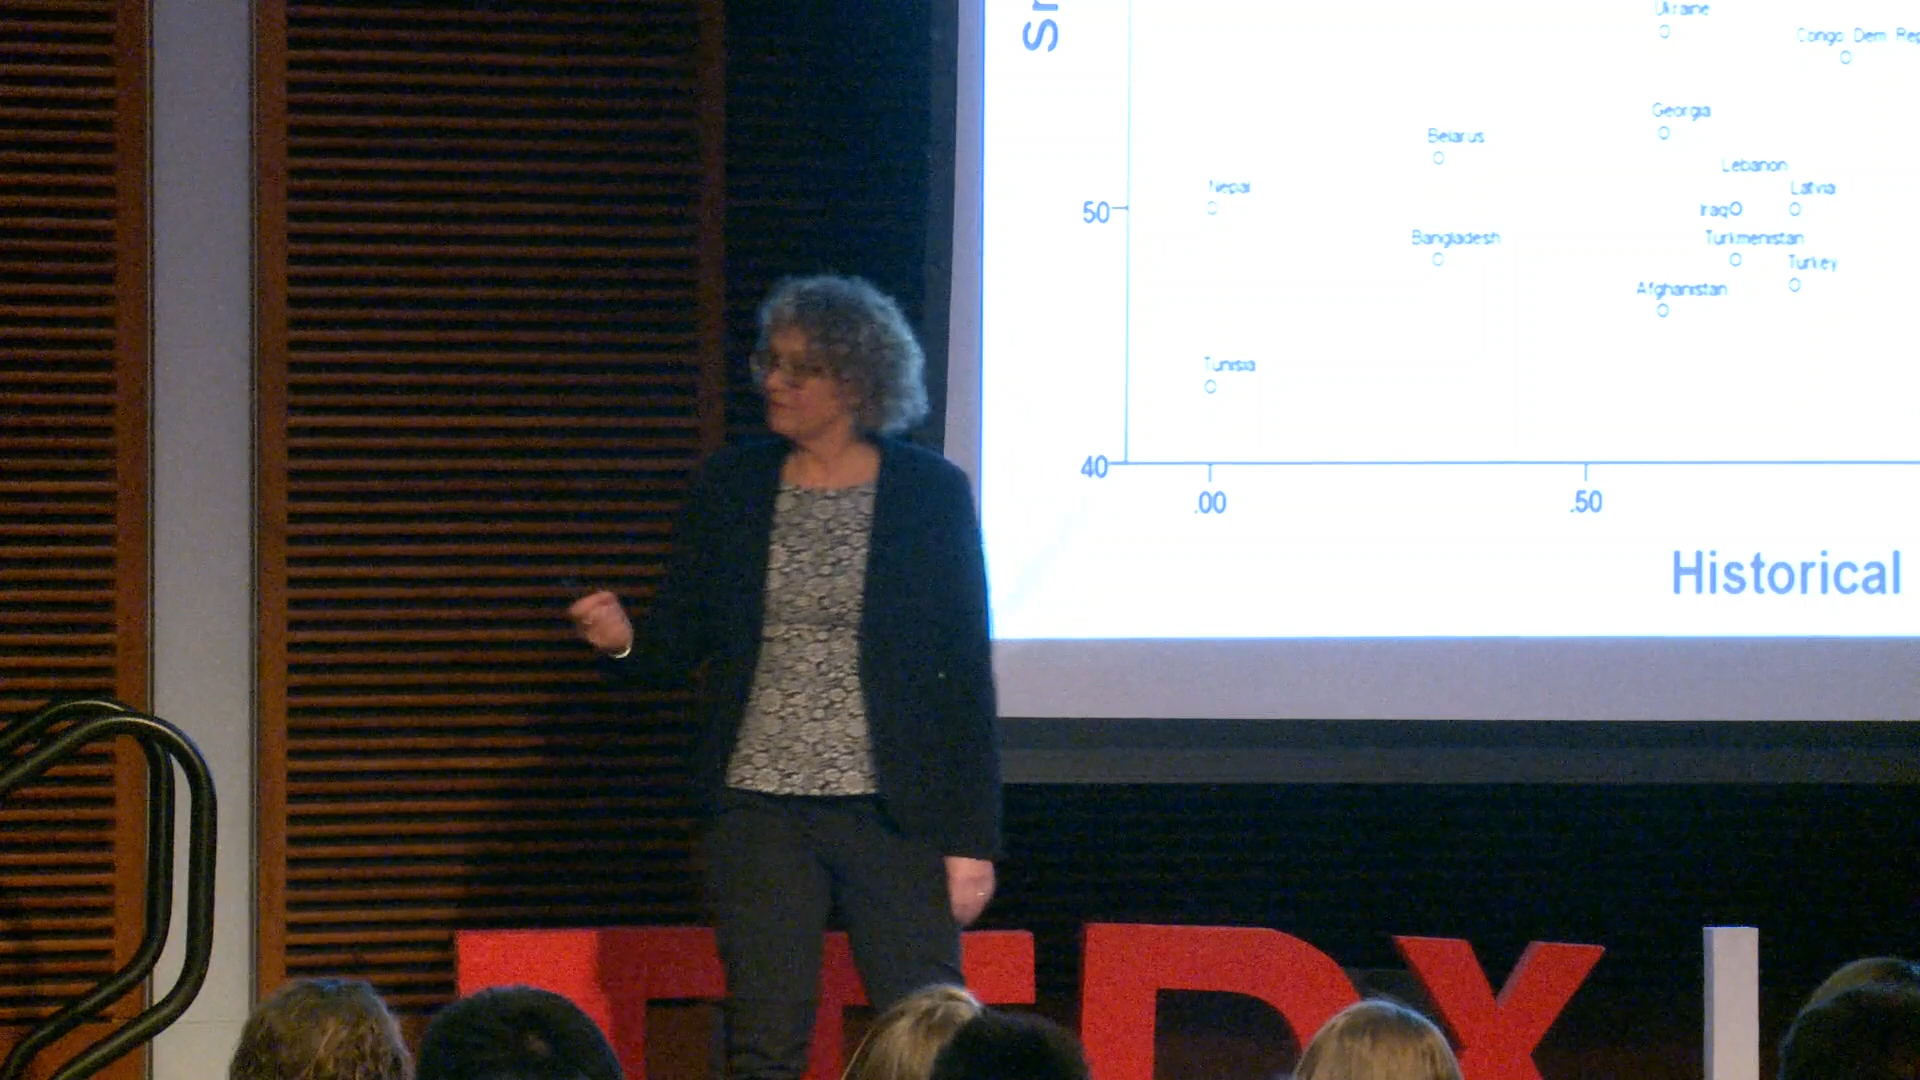 Sr
Ukraine
Congo Dem Rep
Georgia
Belarus
Lebanon
Nepal
Latvia
50
Iraq
Bangladesh
Turkmenistan
Turkey
Afghanistan
Tunisia
40
.00
.50
Historical
TEDx